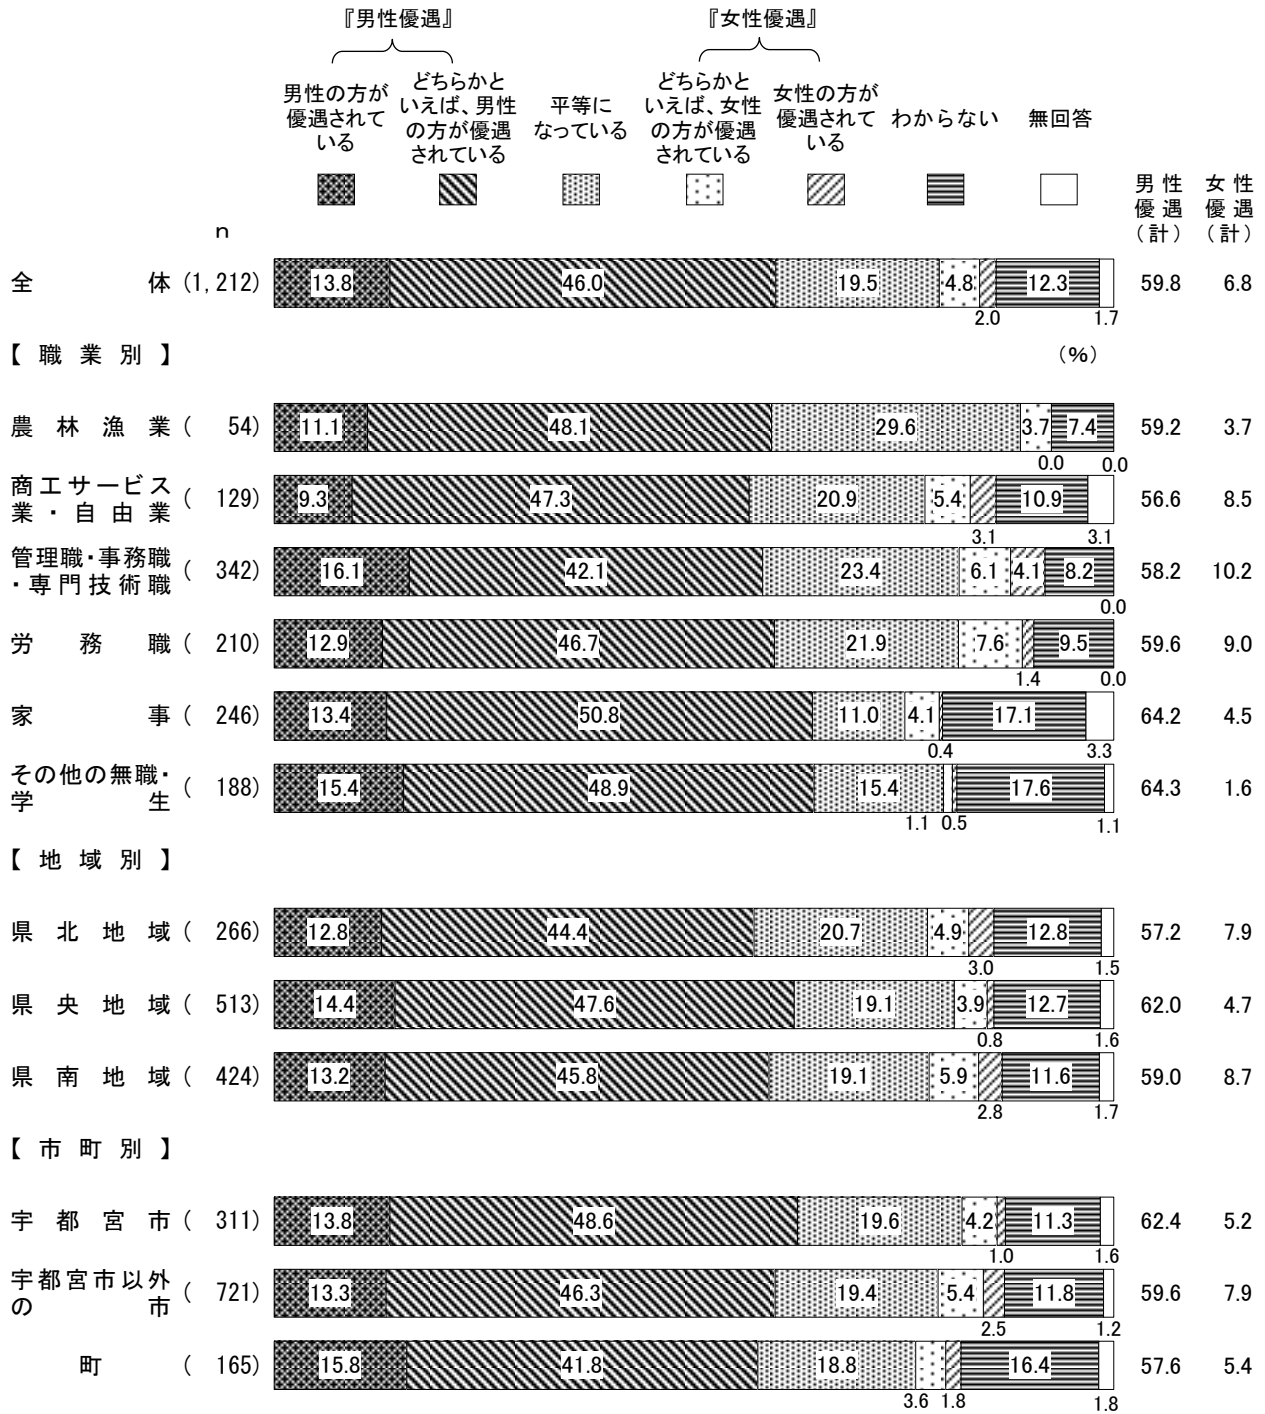 『男性優遇』 『女性優遇』
男性の方が
優遇されて
いる
どちらかと
いえば、男性
の方が優遇
されている
平等に
なっている
どちらかと
いえば、女性
の方が優遇
されている
女性の方が
優遇されて
いる
わからない
無回答
男性
優遇
(計)
女性
優遇
(計)
n
全体 (1,212) 13.8 46.0 19.5 4.8 2.0 12.3 1.7 59.8 6.8
【職業別】 (%)
農林漁業 ( 54) 11.1 48.1 29.6 3.7 0.0 7.4 0.0 59.2 3.7
商工サービス
業・自由業 ( 129) 9.3 47.3 20.9 5.4 3.1 10.9 3.1 56.6 8.5
管理職・事務職
・専門技術職 ( 342) 16.1 42.1 23.4 6.1 4.1 8.2 0.0 58.2 10.2
労務職 ( 210) 12.9 46.7 21.9 7.6 1.4 9.5 0.0 59.6 9.0
家事 ( 246) 13.4 50.8 11.0 4.1 0.4 17.1 3.3 64.2 4.5
その他の無職・
学生 ( 188) 15.4 48.9 15.4 1.1 0.5 17.6 1.1 64.3 1.6
【地域別】
県北地域 ( 266) 12.8 44.4 20.7 4.9 3.0 12.8 1.5 57.2 7.9
県央地域 ( 513) 14.4 47.6 19.1 3.9 0.8 12.7 1.6 62.0 4.7
県南地域 ( 424) 13.2 45.8 19.1 5.9 2.8 11.6 1.7 59.0 8.7
【市町別】
宇都宮市 ( 311) 13.8 48.6 19.6 4.2 1.0 11.3 1.6 62.4 5.2
宇都宮市以外
の市 ( 721) 13.3 46.3 19.4 5.4 2.5 11.8 1.2 59.6 7.9
町 ( 165) 15.8 41.8 18.8 3.6 1.8 16.4 1.8 57.6 5.4